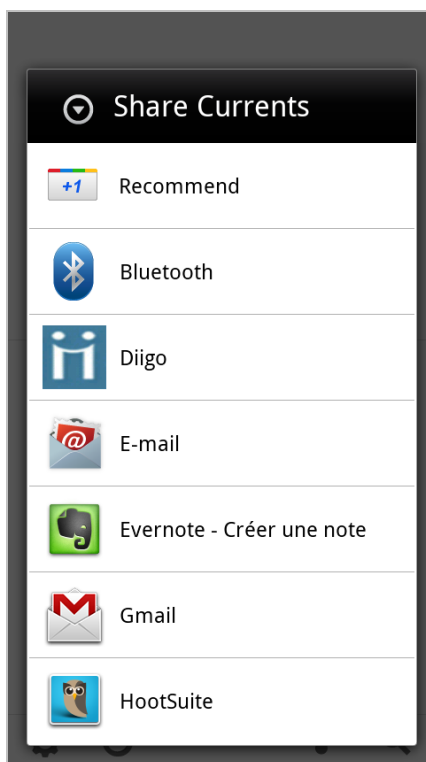 Share Currents
+1
Recommend
Bluetooth
Diigo
@
E-mail
Evernote - Créer une note
Gmail
HootSuite